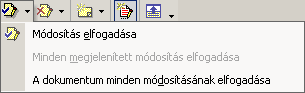 Módosítás elfogadása
Minden megjelenített módosítás elfogadása
A dokumentum minden módosításának elfogadása